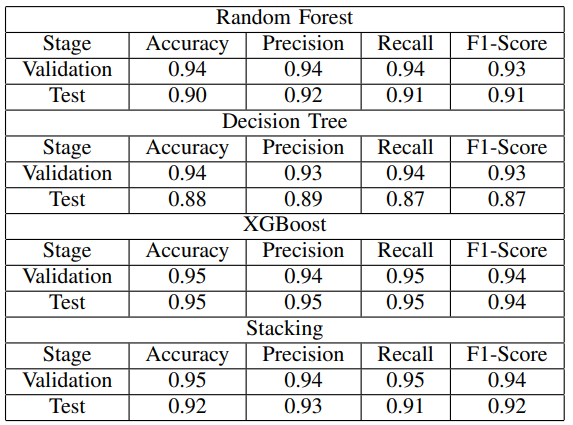 Random Forest
Stage Accuracy Precision Recall F1-Score
Validation 0.94 0.94 0.94 0.93
Test 0.90 0.92 0.91 0.91
Decision Tree
Stage Accuracy Precision Recall F1-Score
Validation 0.94 0.93 0.94 0.93
Test 0.88 0.89 0.87 0.87
XGBoost
Stage Accuracy Precision Recall F1-Score
Validation 0.95 0.94 0.95 0.94
Test 0.95 0.95 0.95 0.94
Stacking
Stage Accuracy Precision Recall F1-Score
Validation 0.95 0.94 0.95 0.94
Test 0.92 0.93 0.91 0.92